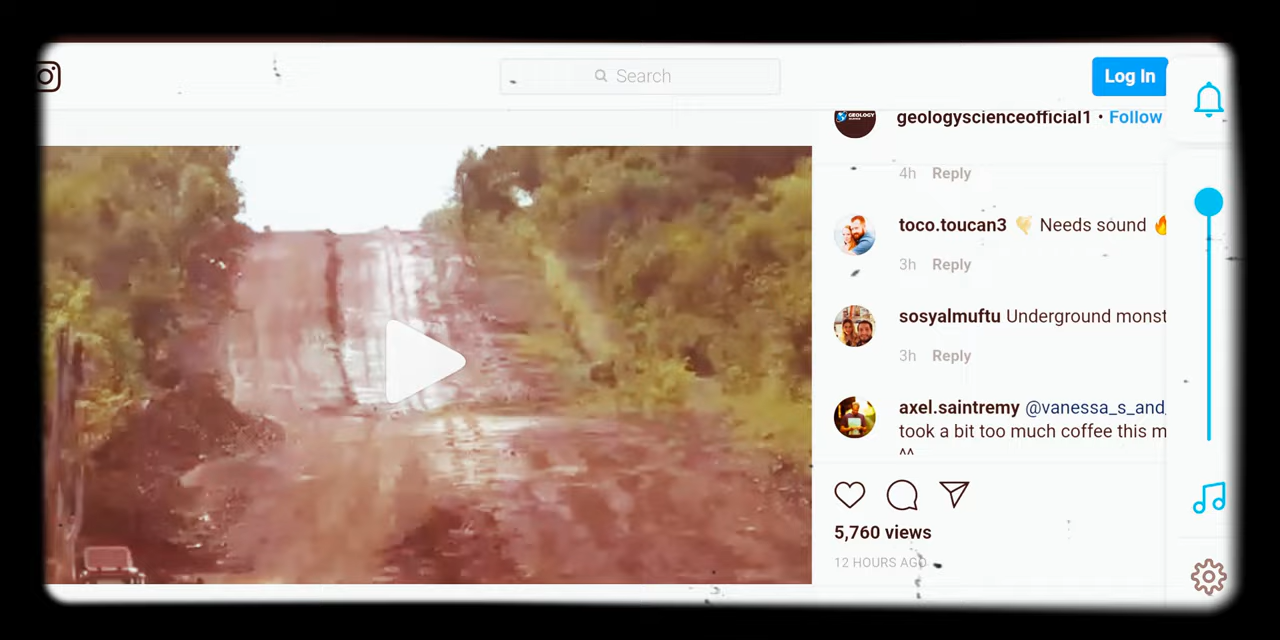 Search
Log In
geologyscienceofficial1 • Follow
4h Reply
toco.toucan3 Needs sound 🔥
3h Reply
sosyalmuftu Underground monst
3h Reply
axel.saintremy @vanessa_s_and_
took a bit too much coffee this m
^^
5,760 views
12 HOURS AGO